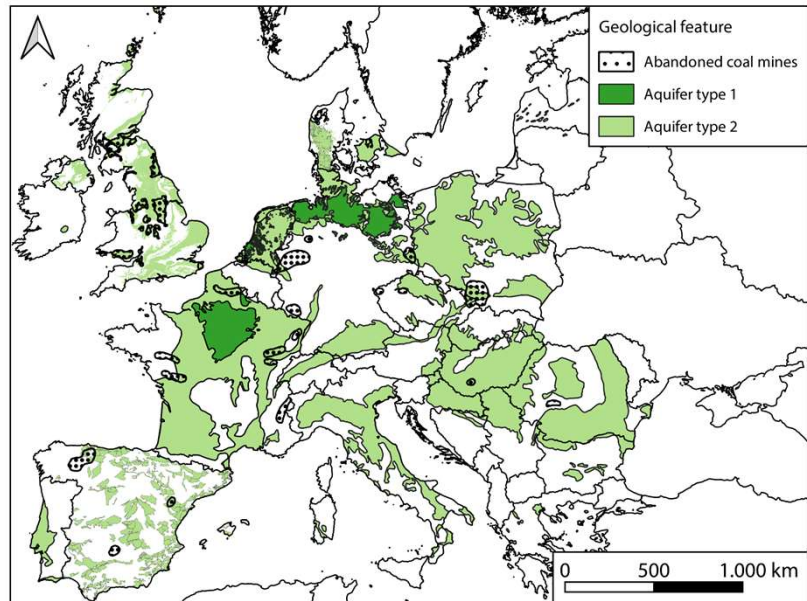 Geological feature
Abandoned coal mines
Aquifer type 1
Aquifer type 2
0 500 1.000 km